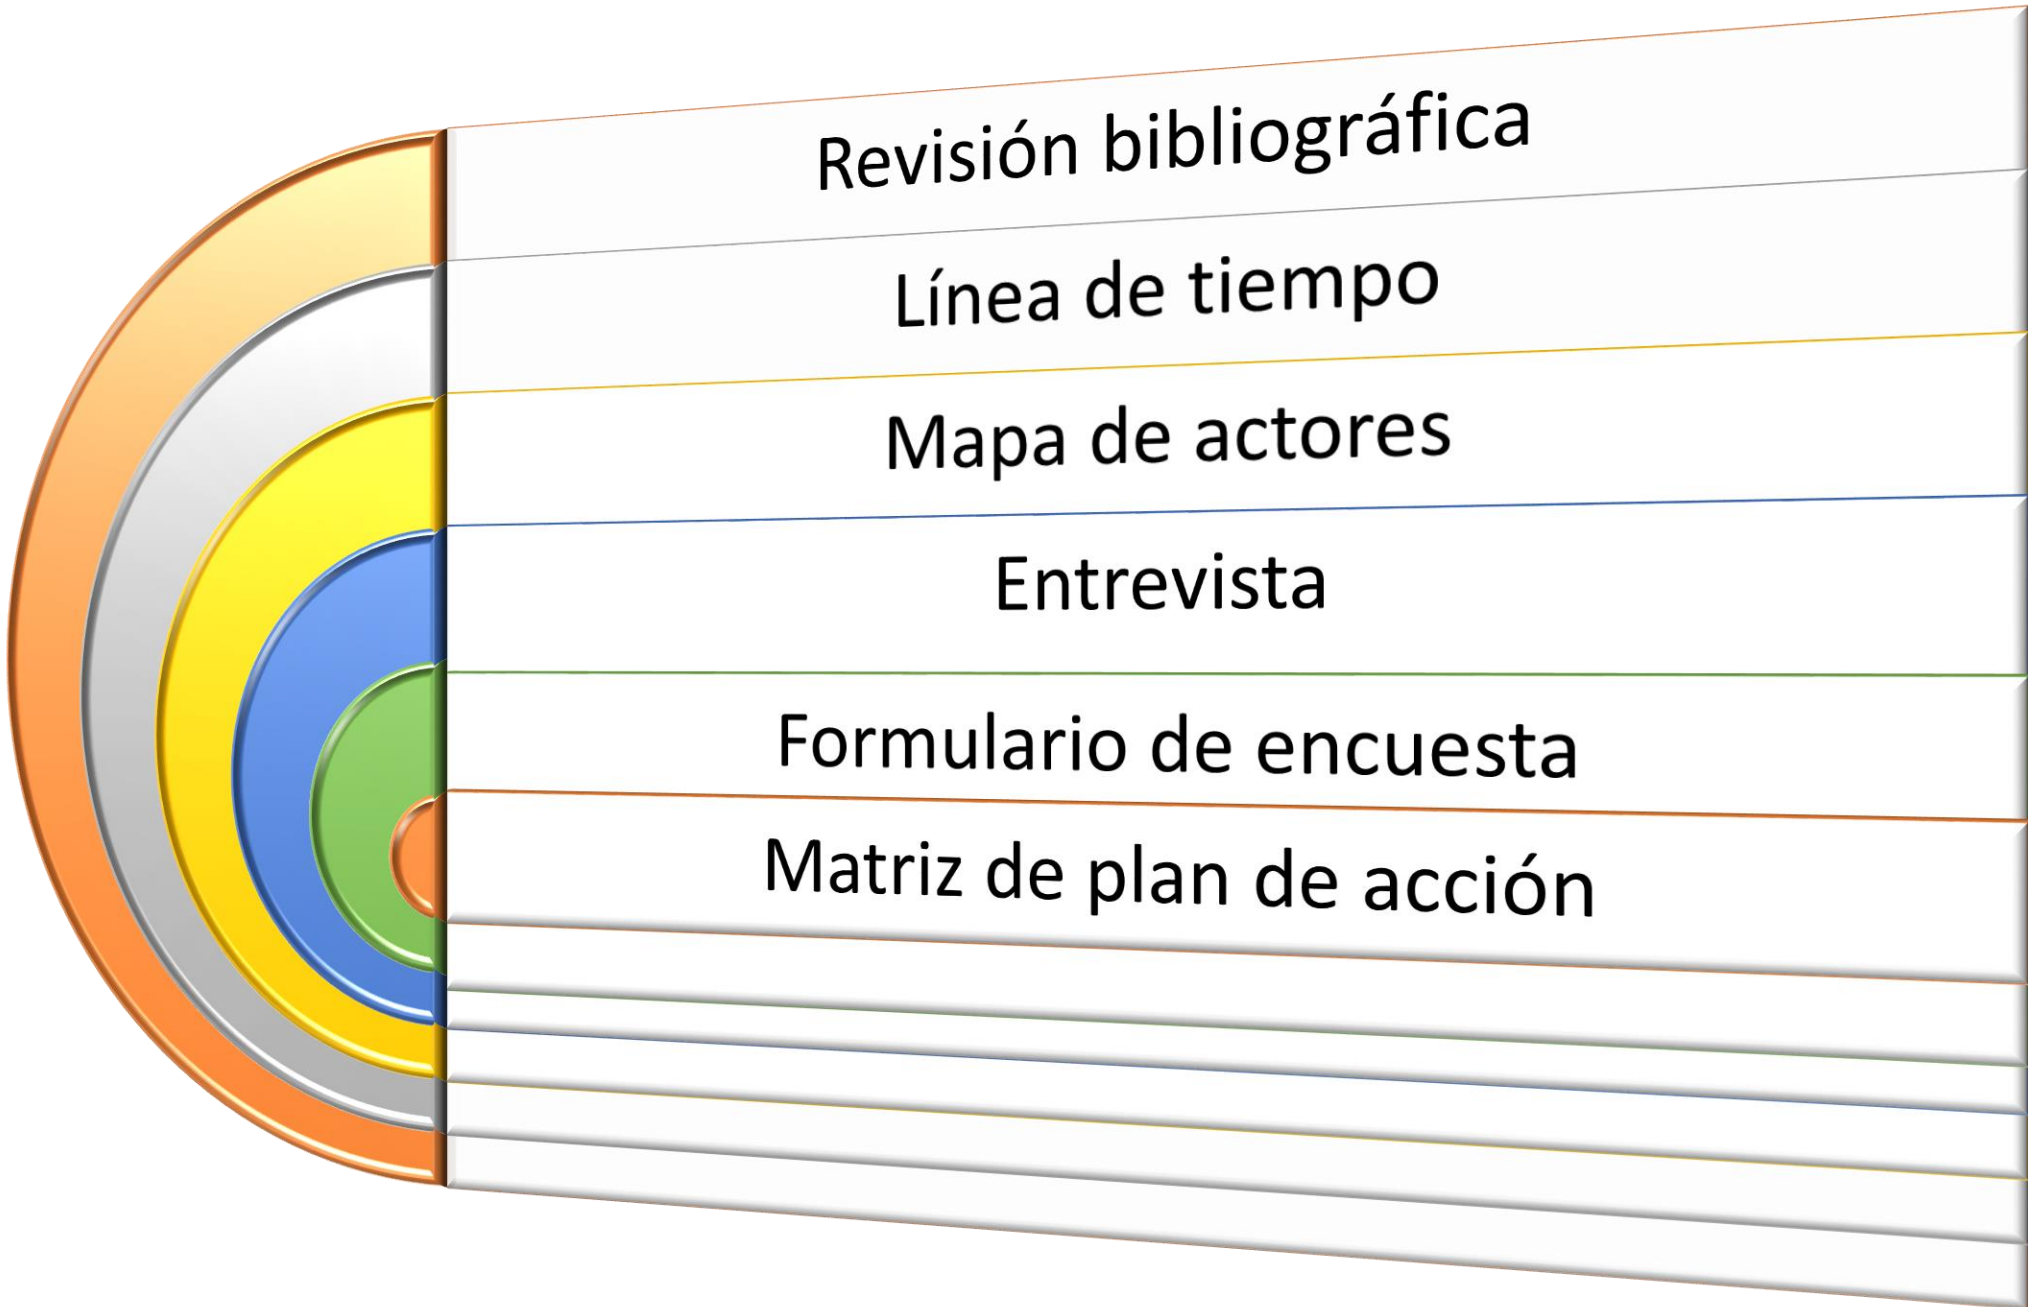 Revisión bibliográfica
Línea de tiempo
Mapa de actores
Entrevista
Formulario de encuesta
Matriz de plan de acción